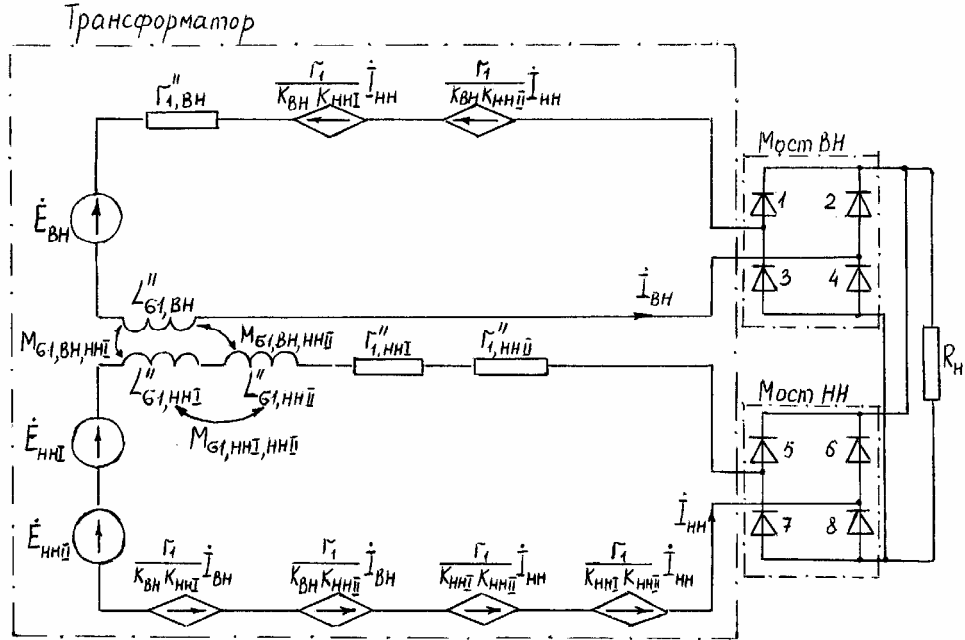 Трансформатор
r₁″,ВН
r₁ / (KВН KННI) İНН
r₁ / (KВН KННII) İНН
Мост ВН
1
2
3
4
ĖВН
L″σ1,ВН
İВН
Mσ1,ВН,ННI
Mσ1,ВН,ННII
r″1,ННI
r″1,ННII
Rн
L″σ1,ННI
L″σ1,ННII
Mσ1,ННI,ННII
Мост НН
5
6
7
8
ĖННI
ĖННII
İНН
r₁ / (KВН KННI) İВН
r₁ / (KВН KННII) İВН
r₁ / (KННI KННII) İНН
r₁ / (KННI KННII) İНН